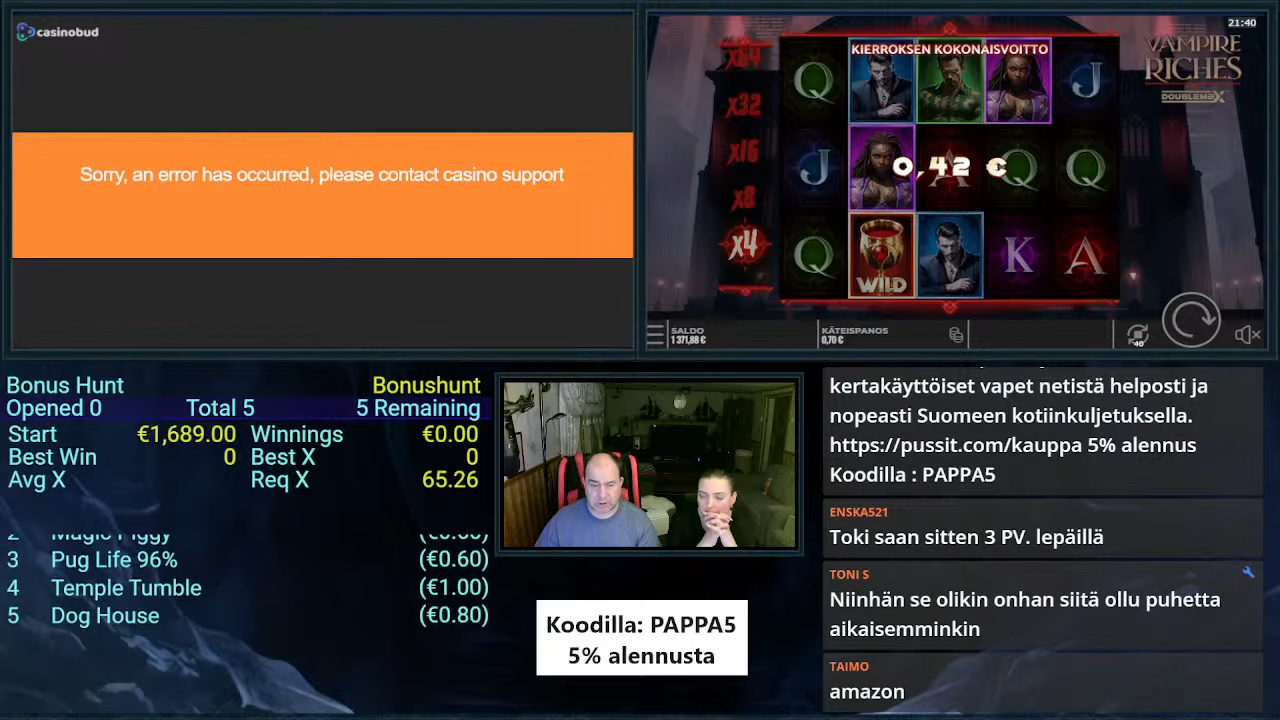 casinobud
Sorry, an error has occurred, please contact casino support
21:40
KIERROKSEN KOKONAISVOITTO
VAMPIRE
RICHES
DOUBLEMAX
x64
x32
x16
x8
x4
Q
J
J
0,42 €
A
Q
Q
Q
WILD
K
A
SALDO
1 371,88 €
KÄTEISPANOS
0,70 €
40
Bonus Hunt
Bonushunt
Opened 0
Total 5
5 Remaining
Start €1,689.00 Winnings €0.00
Best Win 0 Best X 0
Avg X Req X 65.26
2 Magic Piggy
3 Pug Life 96% (€0.60)
4 Temple Tumble (€1.00)
5 Dog House (€0.80)
Koodilla: PAPPA5
5% alennusta
kertakäyttöiset vapet netistä helposti ja
nopeasti Suomeen kotiinkuljetuksella.
https://pussit.com/kauppa 5% alennus
Koodilla : PAPPA5
ENSKA521
Toki saan sitten 3 PV. lepäillä
TONI S
Niinhän se olikin onhan siitä ollu puhetta
aikaisemminkin
TAIMO
amazon